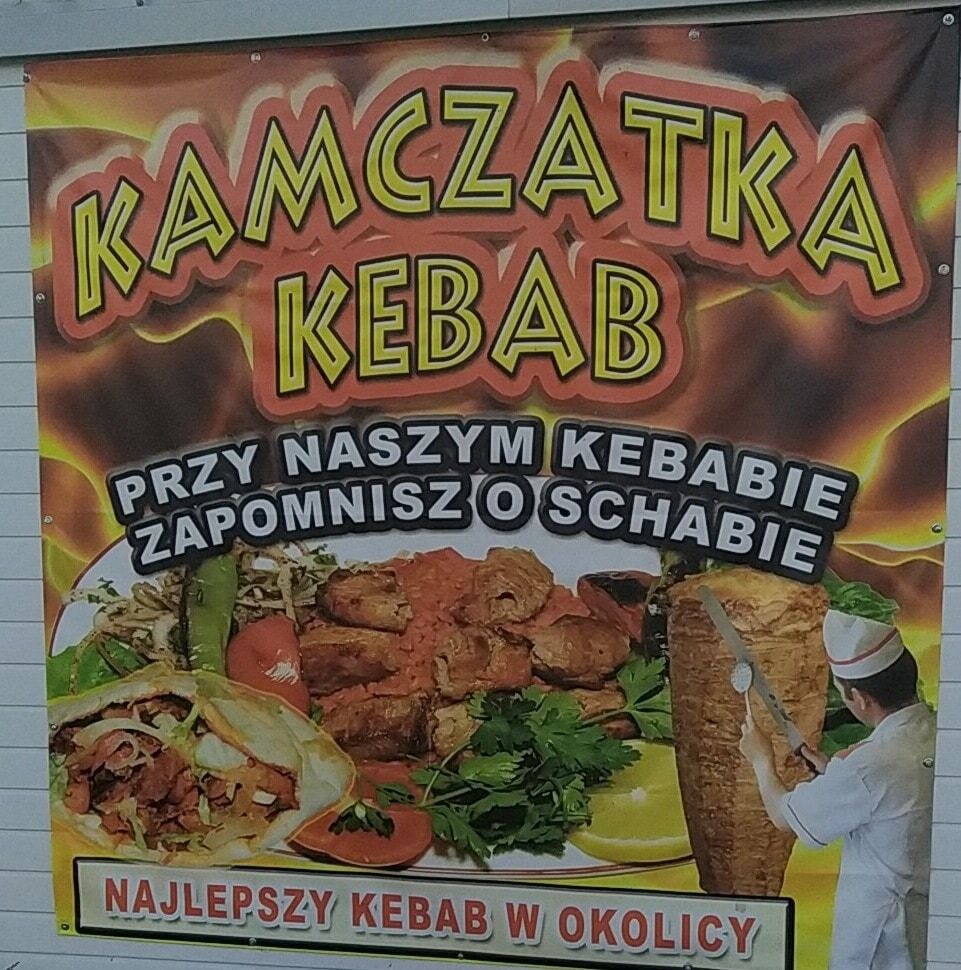 KAMCZATKA
KEBAB
PRZY NASZYM KEBABIE
ZAPOMNISZ O SCHABIE
NAJLEPSZY KEBAB W OKOLICY